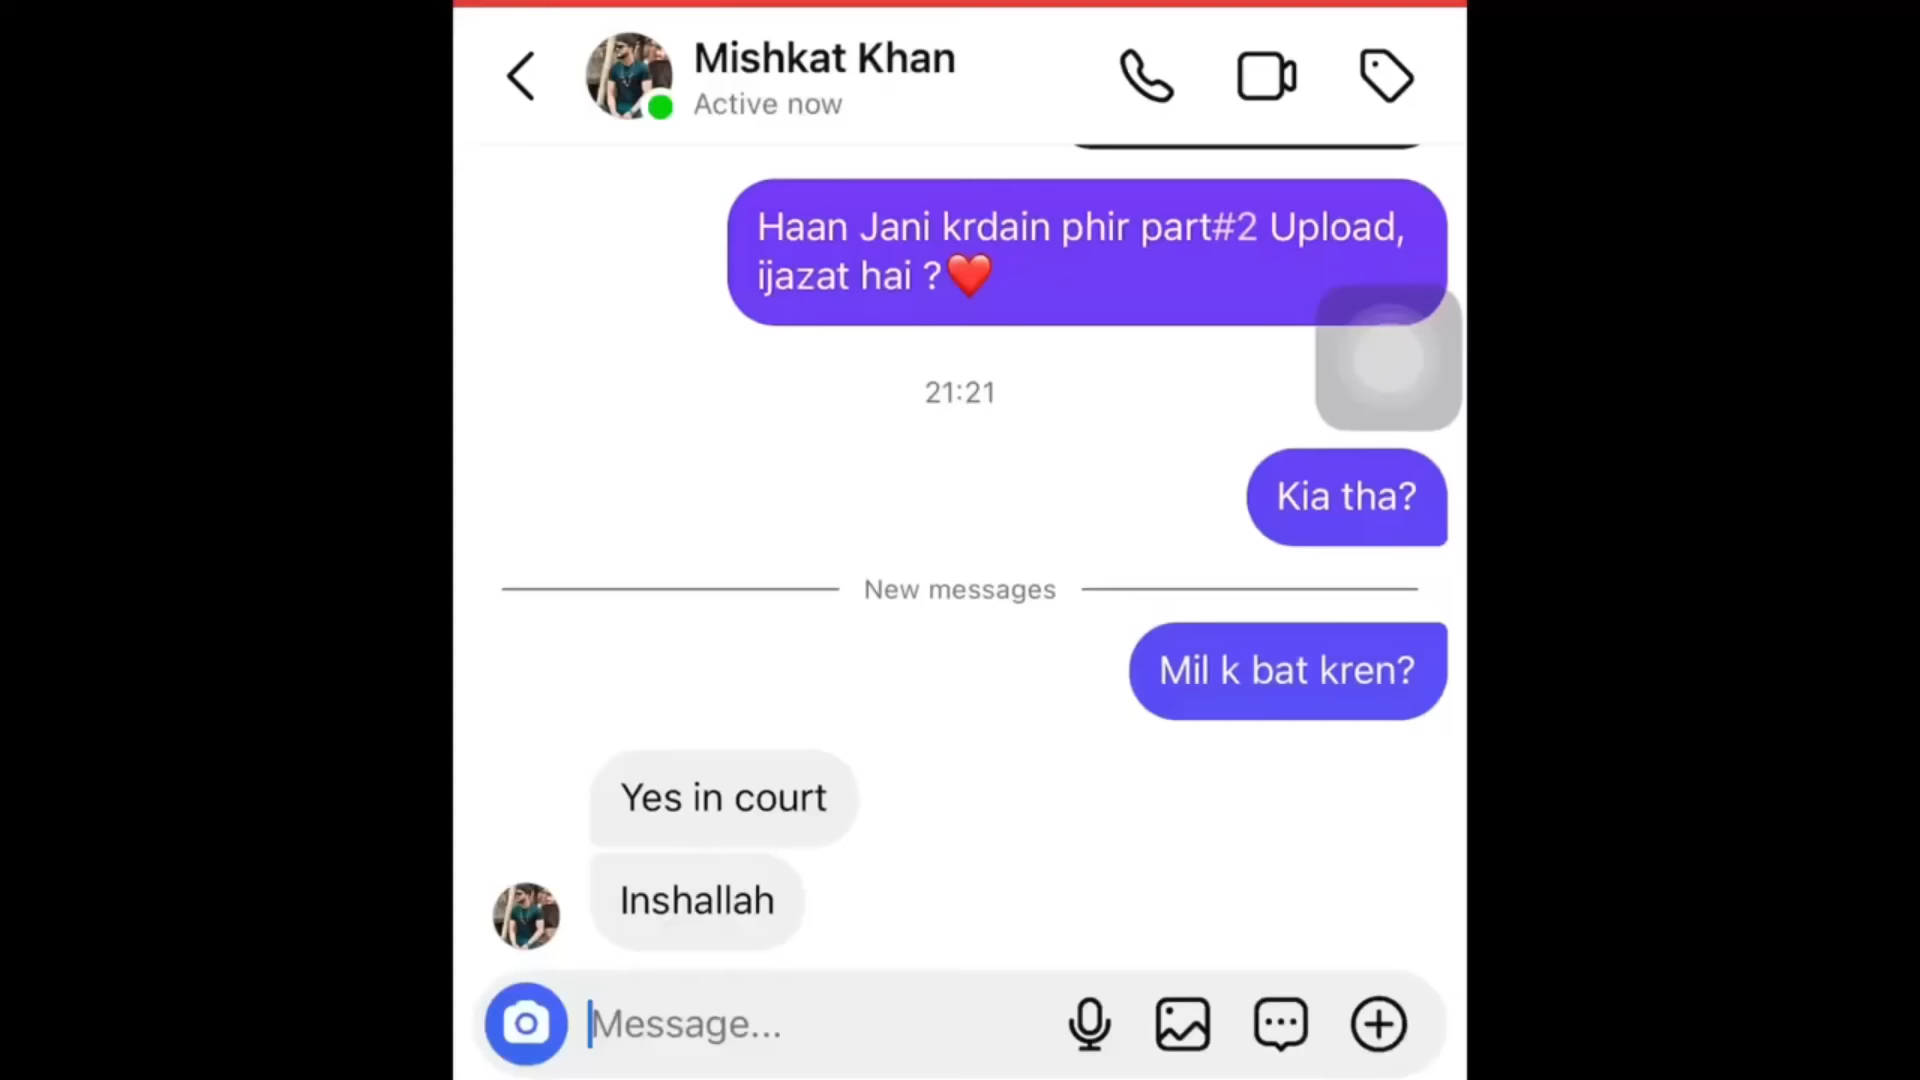 Mishkat Khan
Active now
Haan Jani krdain phir part#2 Upload,
ijazat hai ?❤️
21:21
Kia tha?
New messages
Mil k bat kren?
Yes in court
Inshallah
Message...